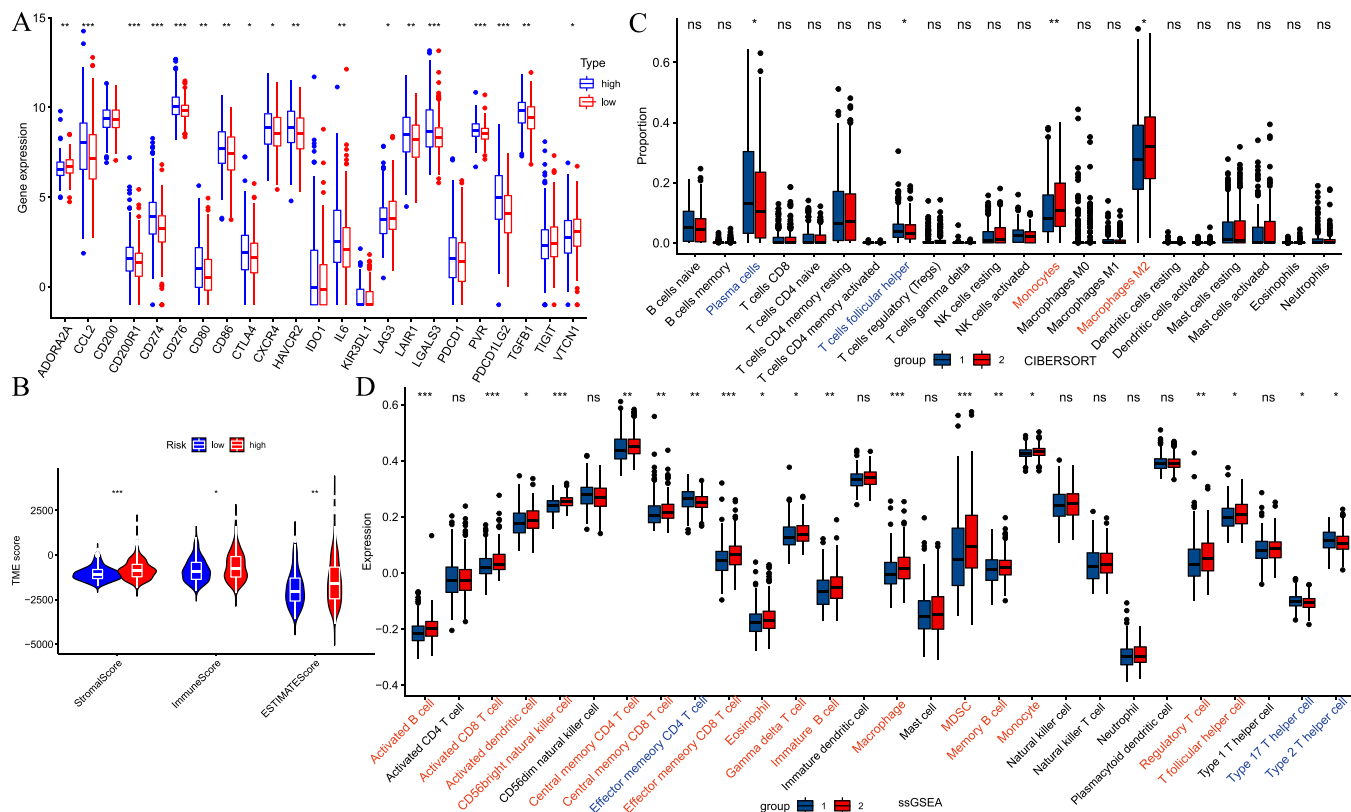 A
** *** *** *** *** *** ** * * ** * ** *** *** *** ** *
Type
high
low
Gene expression
15
10
5
0
ADORA2A
CCL2
CD200
CD200R1
CD274
CD276
CD80
CD86
CTLA4
CXCR4
HAVCR2
IDO1
IL6
KIR3DL1
LAG3
LAIR1
LGALS3
PDCD1
PVR
PDCD1LG2
TGFB1
TIGIT
VTCN1
B
Risk low high
*** * **
TME score
2500
0
−2500
−5000
StromalScore
ImmuneScore
ESTIMATEScore
C
ns ns * ns ns ns ns * ns ns ns ns ** ns ns * ns ns ns ns ns ns
Proportion
0.6
0.4
0.2
0.0
B cells naive
B cells memory
Plasma cells
T cells CD8
T cells CD4 naive
T cells CD4 memory resting
T cells CD4 memory activated
T cells follicular helper
T cells regulatory (Tregs)
T cells gamma delta
NK cells resting
NK cells activated
Monocytes
Macrophages M0
Macrophages M1
Macrophages M2
Dendritic cells resting
Dendritic cells activated
Mast cells resting
Mast cells activated
Eosinophils
Neutrophils
group 1 2 CIBERSORT
D
*** ns *** * *** ns ** ** ** *** * * ** ns *** ns *** ** * ns ns ns ns ** * ns * *
Expression
0.6
0.3
0.0
−0.2
−0.4
Activated B cell
Activated CD4 T cell
Activated CD8 T cell
Activated dendritic cell
CD56bright natural killer cell
CD56dim natural killer cell
Central memory CD4 T cell
Central memory CD8 T cell
Effector memeory CD4 T cell
Effector memeory CD8 T cell
Eosinophil
Gamma delta T cell
Immature B cell
Immature dendritic cell
Macrophage
Mast cell
MDSC
Memory B cell
Monocyte
Natural killer cell
Natural killer T cell
Neutrophil
Plasmacytoid dendritic cell
Regulatory T cell
T follicular helper cell
Type 1 T helper cell
Type 17 T helper cell
Type 2 T helper cell
group 1 2 ssGSEA